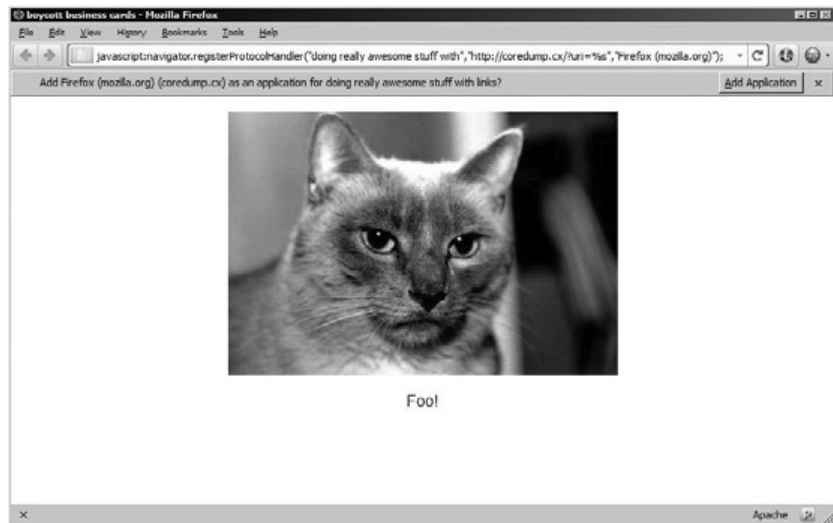 boycott business cards - Mozilla Firefox
File Edit View History Bookmarks Tools Help
javascript:navigator.registerProtocolHandler("doing really awesome stuff with","http://coredump.cx/?uri=%s","Firefox (mozilla.org)");
Add Firefox (mozilla.org) (coredump.cx) as an application for doing really awesome stuff with links?
Add Application
Foo!
Apache